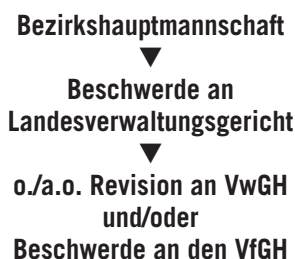 Bezirkshauptmannschaft
▼
Beschwerde an
Landesverwaltungsgericht
▼
o./a.o. Revision an VwGH
und/oder
Beschwerde an den VfGH